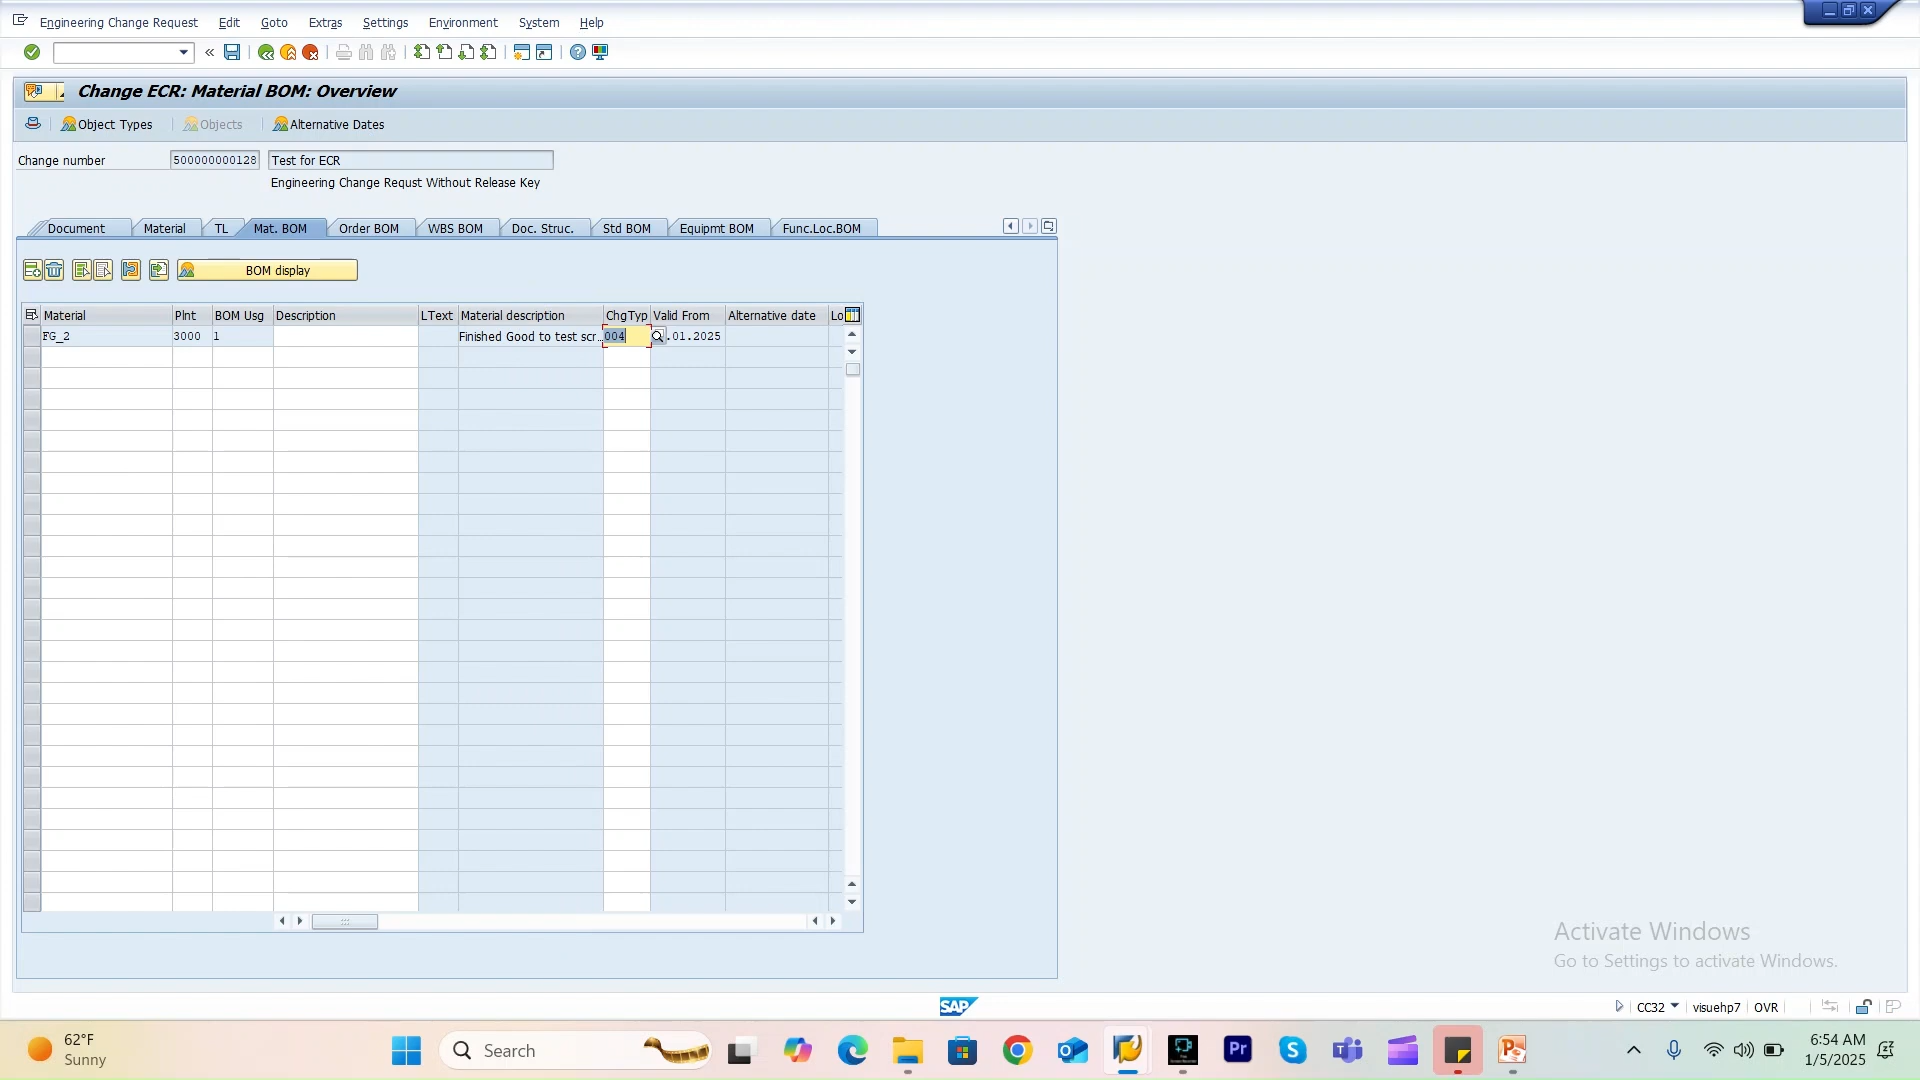 Engineering Change Request Edit Goto Extras Settings Environment System Help
Change ECR: Material BOM: Overview
Object Types Objects Alternative Dates
Change number 500000000128 Test for ECR
Engineering Change Requst Without Release Key
Document Material TL Mat. BOM Order BOM WBS BOM Doc. Struc. Std BOM Equipmt BOM Func.Loc.BOM
BOM display
Material Plnt BOM Usg Description LText Material description ChgTyp Valid From Alternative date Lo
FG_2 3000 1 Finished Good to test scr... 004 .01.2025
Activate Windows
Go to Settings to activate Windows.
SAP
CC32 visuehp7 OVR
62°F
Sunny
Search
Pr
6:54 AM
1/5/2025